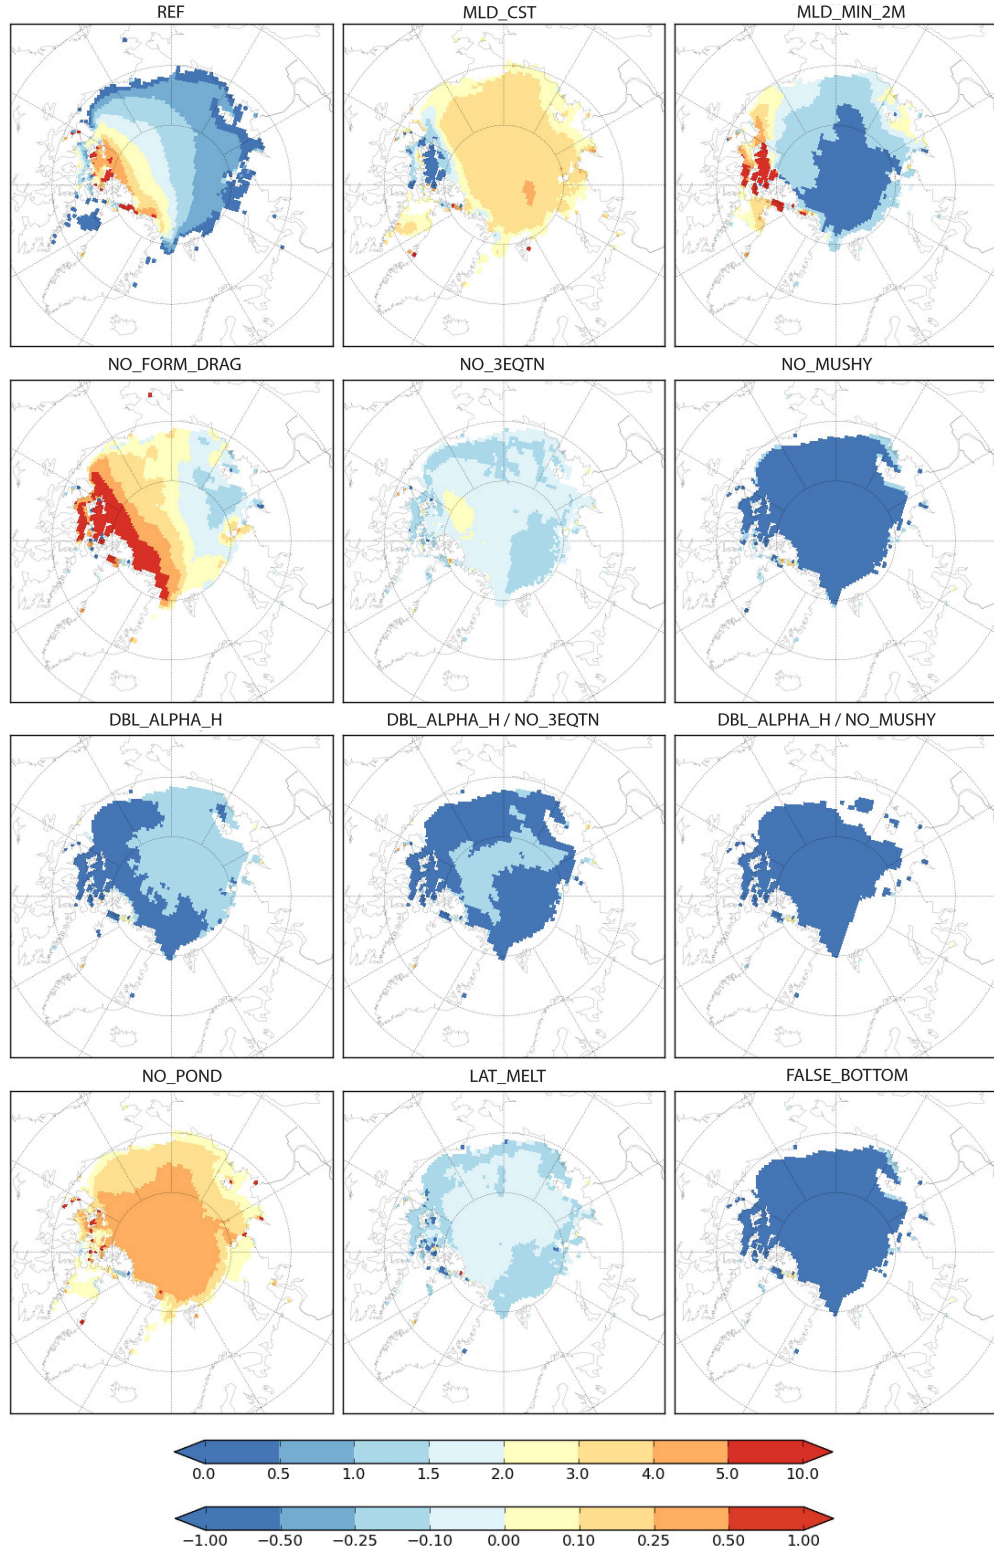 REF MLD_CST MLD_MIN_2M
NO_FORM_DRAG NO_3EQTN NO_MUSHY
DBL_ALPHA_H DBL_ALPHA_H / NO_3EQTN DBL_ALPHA_H / NO_MUSHY
NO_POND LAT_MELT FALSE_BOTTOM
0.0 0.5 1.0 1.5 2.0 3.0 4.0 5.0 10.0
−1.00 −0.50 −0.25 −0.10 0.00 0.10 0.25 0.50 1.00